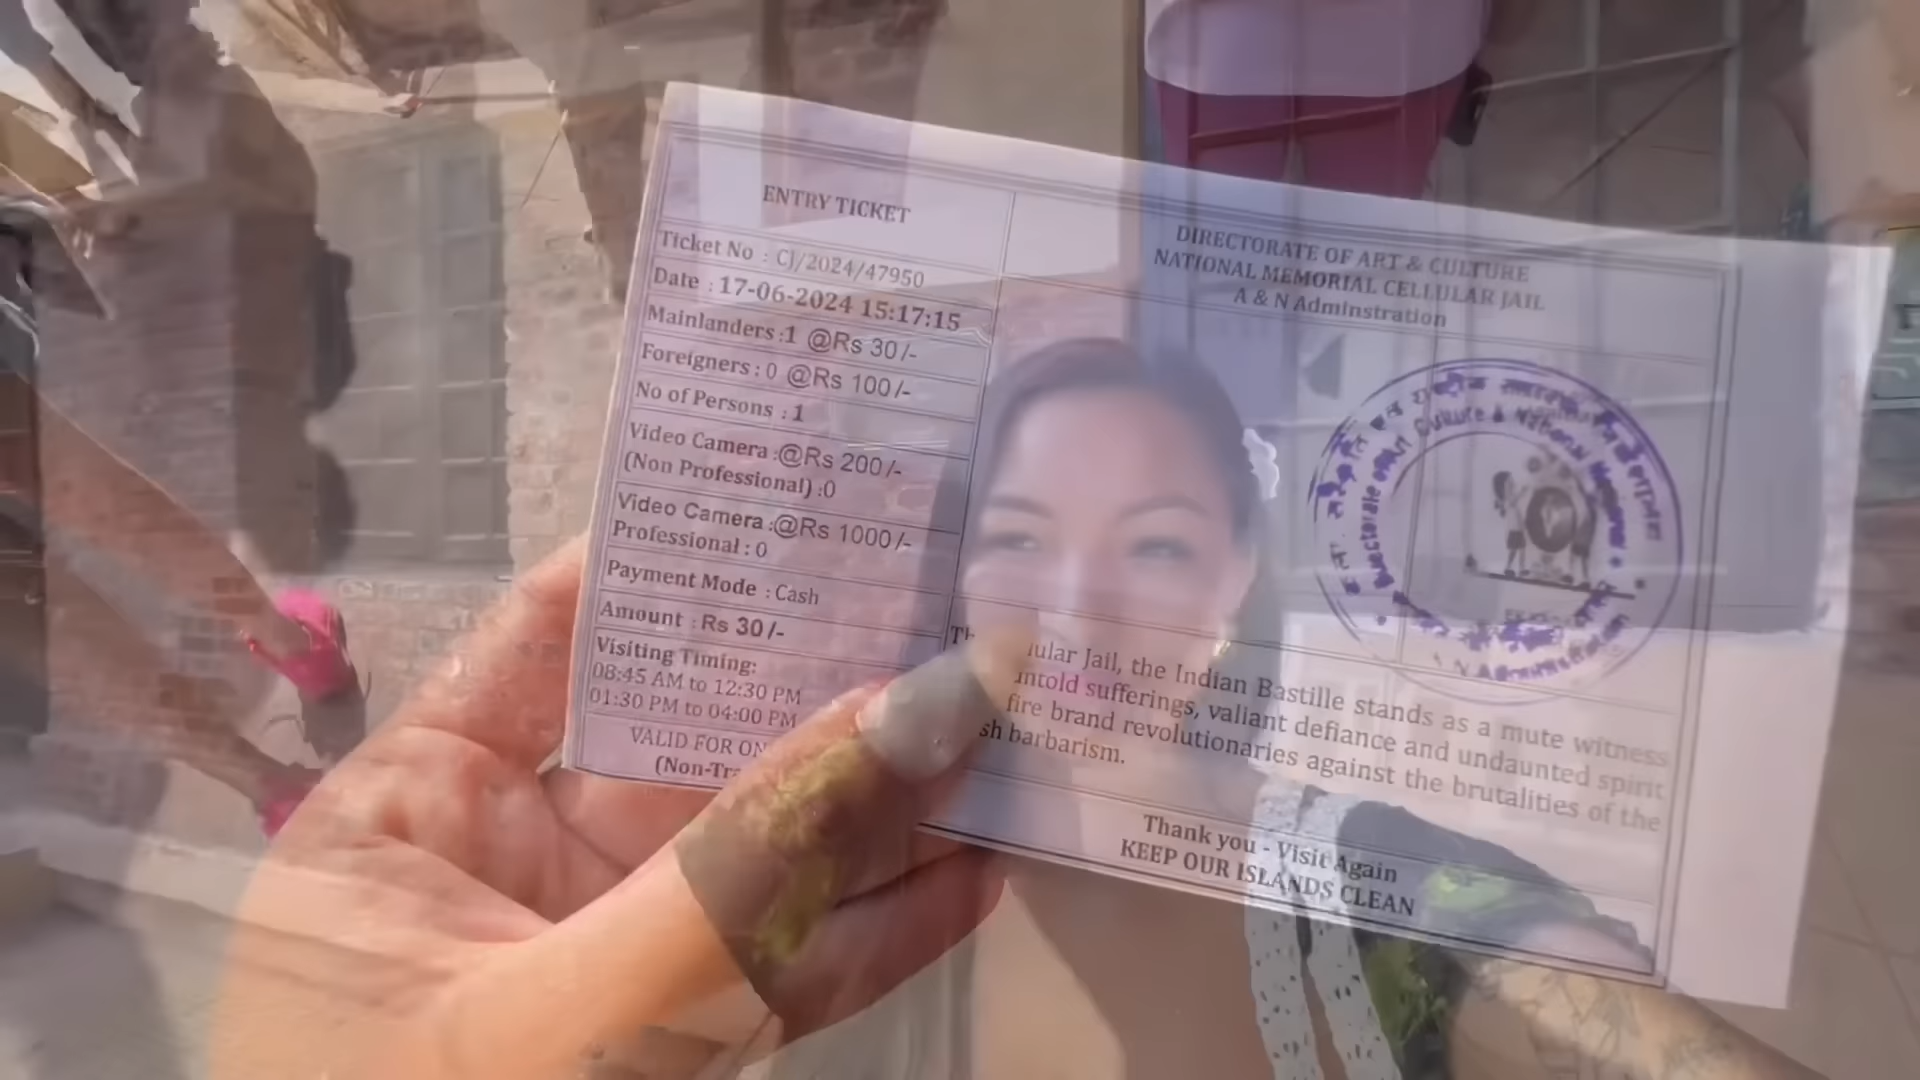 ENTRY TICKET
Ticket No : CJ/2024/47950
Date : 17-06-2024 15:17:15
Mainlanders :1 @Rs 30/-
Foreigners : 0 @Rs 100/-
No of Persons : 1
Video Camera :@Rs 200/-
(Non Professional) :0
Video Camera :@Rs 1000/-
Professional : 0
Payment Mode : Cash
Amount : Rs 30/-
Visiting Timing:
08:45 AM to 12:30 PM
01:30 PM to 04:00 PM
VALID FOR
DIRECTORATE OF ART & CULTURE
NATIONAL MEMORIAL CELLULAR JAIL
A & N Adminstration
Jail, the Indian Bastille stands as a mute witness
untold sufferings, valiant defiance and undaunted spirit
fire brand revolutionaries against the brutalities of the
barbarism.
Thank you - Visit Again
KEEP OUR ISLANDS CLEAN